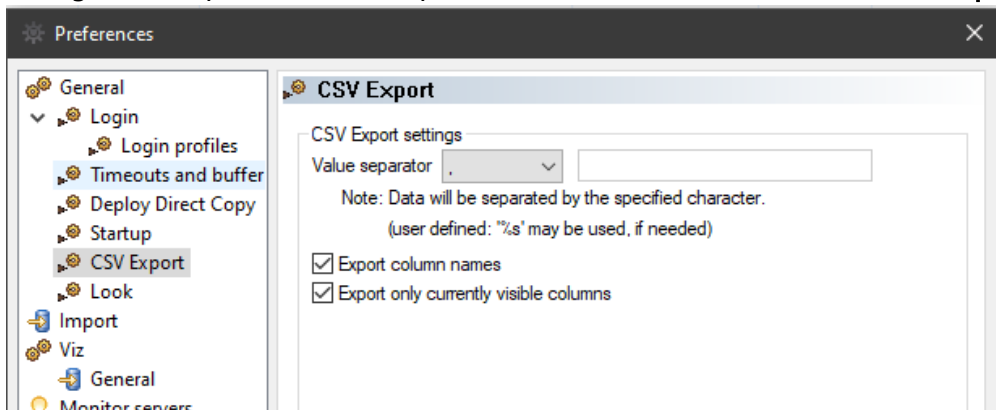 Preferences
General
Login
Login profiles
Timeouts and buffer
Deploy Direct Copy
Startup
CSV Export
Look
Import
Viz
General
Monitor servers
CSV Export
CSV Export settings
Value separator ,
Note: Data will be separated by the specified character.
(user defined: '%s' may be used, if needed)
Export column names
Export only currently visible columns